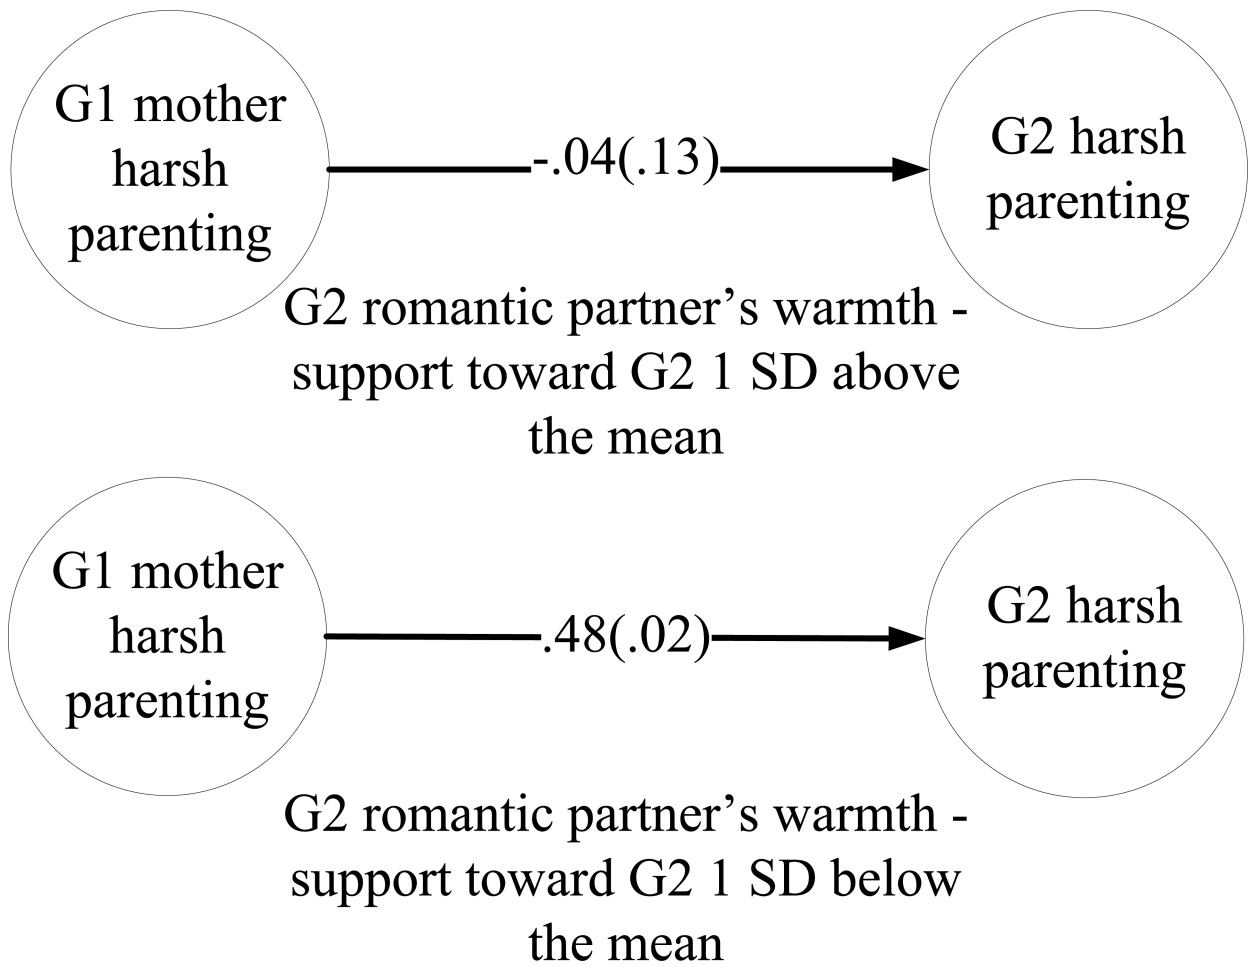 G1 mother
harsh
parenting
-.04(.13)
G2 harsh
parenting
G2 romantic partner’s warmth -
support toward G2 1 SD above
the mean
G1 mother
harsh
parenting
.48(.02)
G2 harsh
parenting
G2 romantic partner’s warmth -
support toward G2 1 SD below
the mean